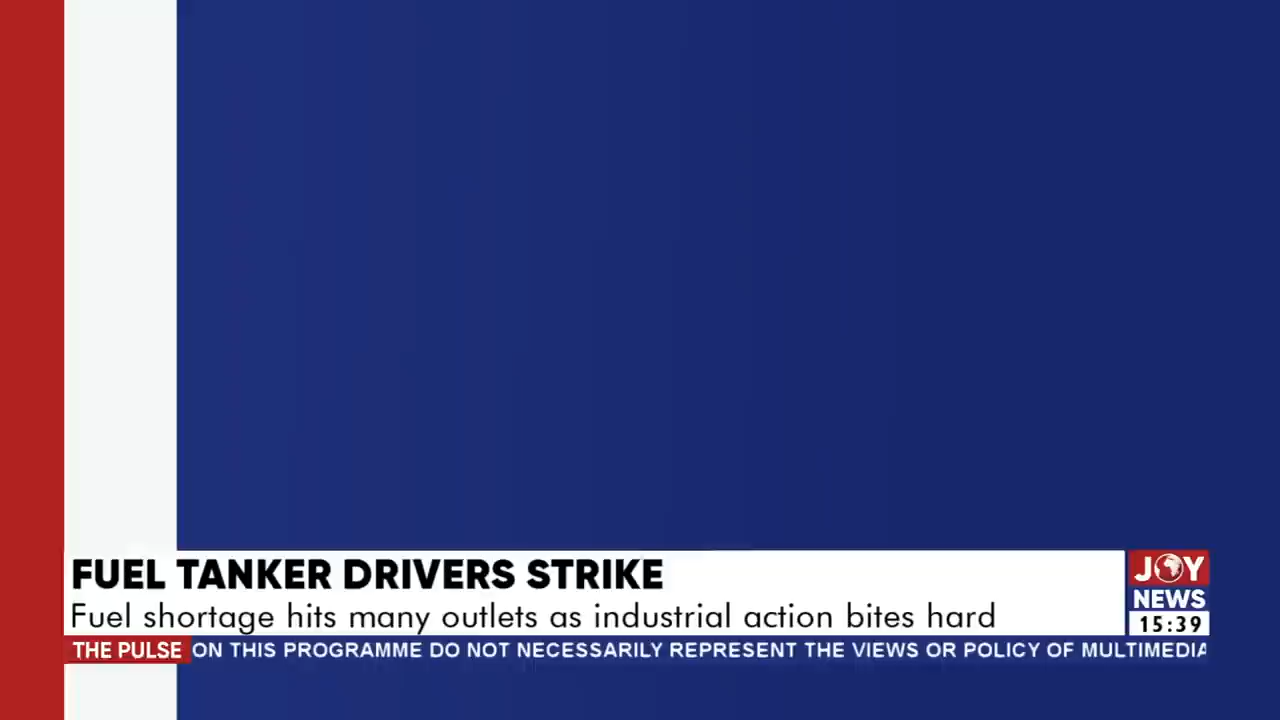 FUEL TANKER DRIVERS STRIKE
Fuel shortage hits many outlets as industrial action bites hard
JOY
NEWS
15:39
THE PULSE
ON THIS PROGRAMME DO NOT NECESSARILY REPRESENT THE VIEWS OR POLICY OF MULTIMEDIA